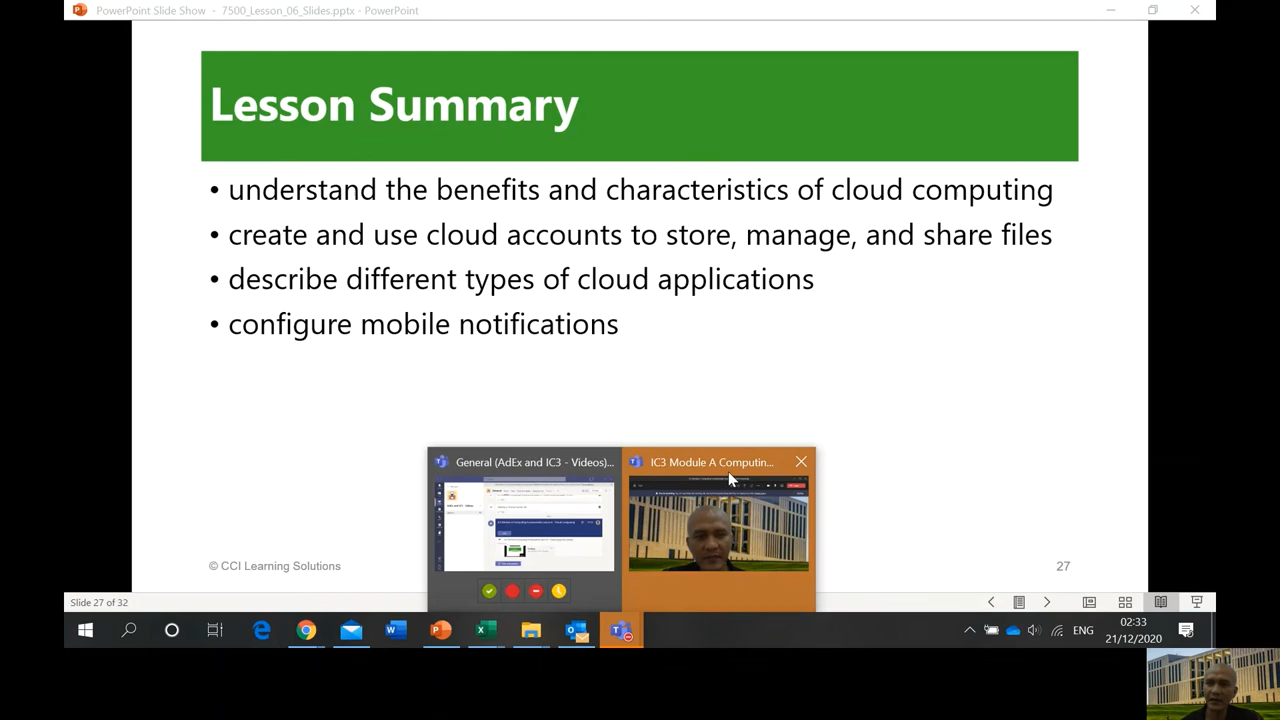 PowerPoint Slide Show - 7500_Lesson_06_Slides.pptx - PowerPoint
Lesson Summary
• understand the benefits and characteristics of cloud computing
• create and use cloud accounts to store, manage, and share files
• describe different types of cloud applications
• configure mobile notifications
General (AdEx and IC3 - Videos)...
IC3 Module A Computin...
© CCI Learning Solutions
27
Slide 27 of 32
ENG
02:33
21/12/2020